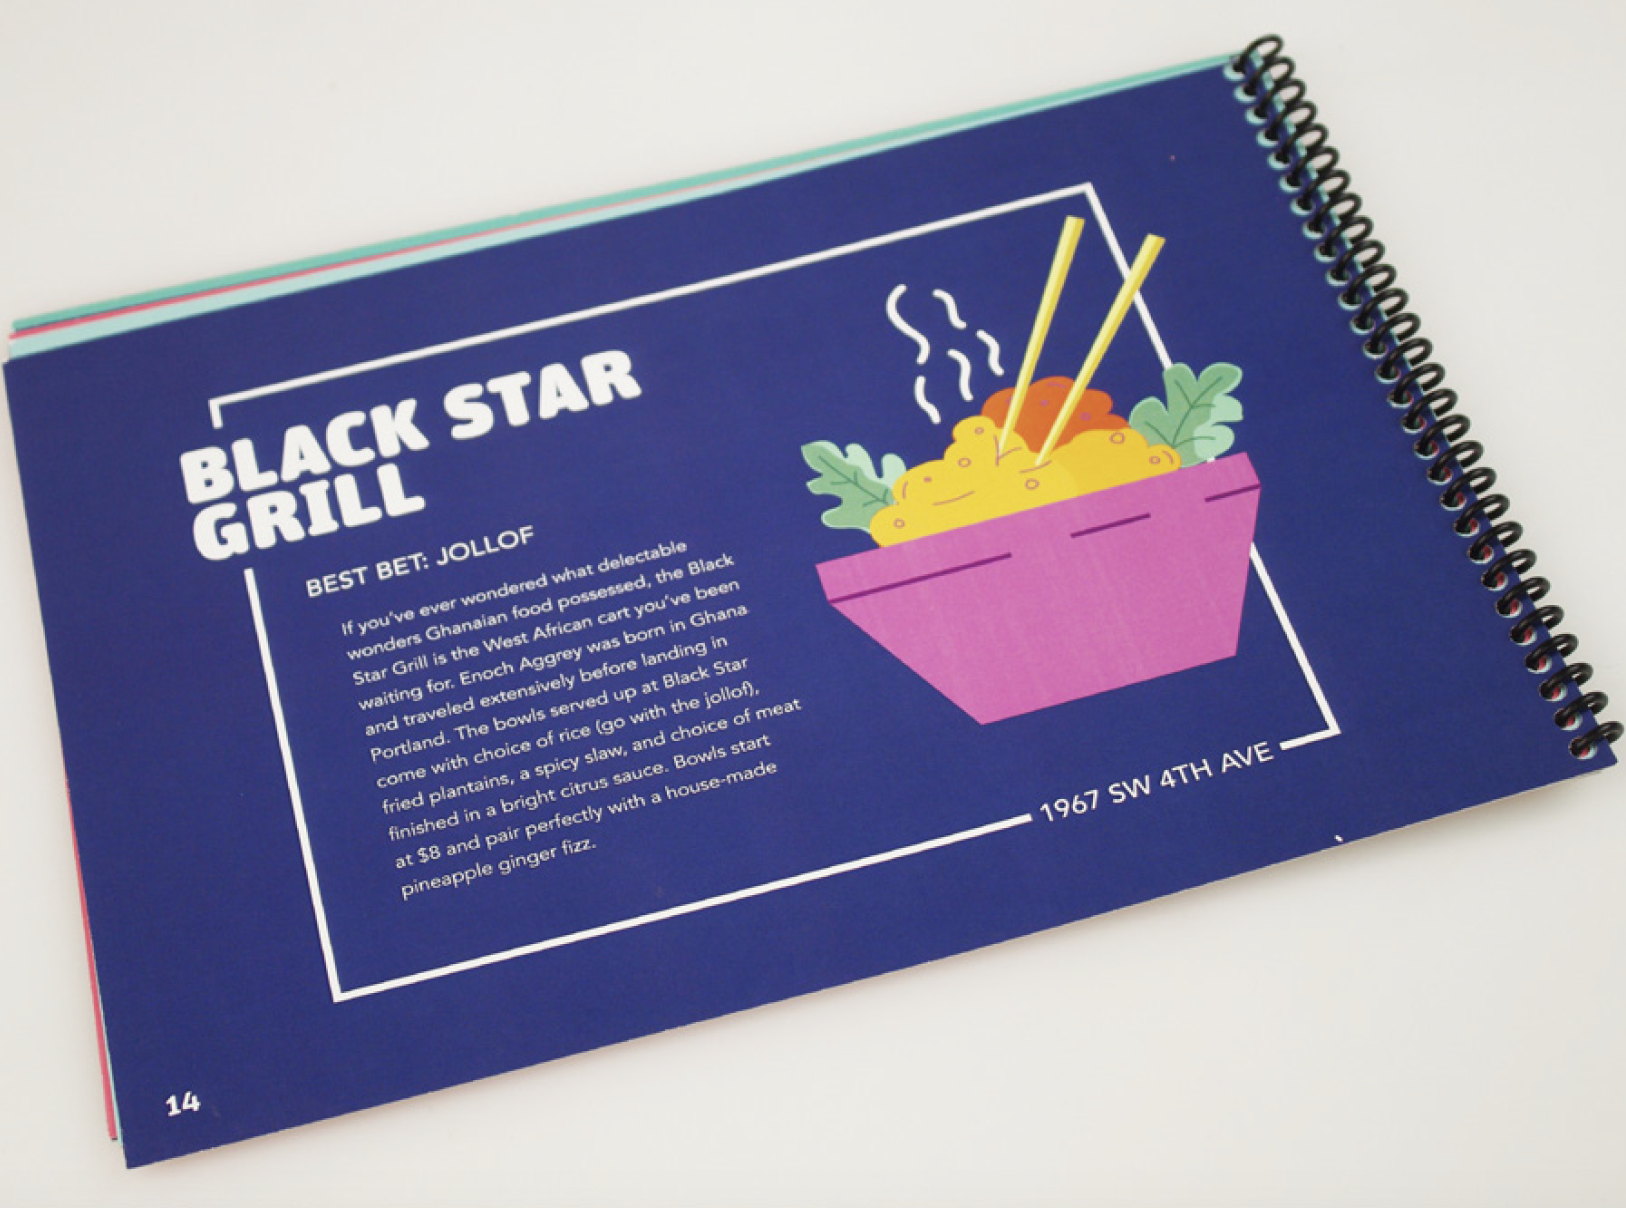 BLACK STAR
GRILL
BEST BET: JOLLOF
If you've ever wondered what delectable
wonders Ghanaian food possessed, the Black
Star Grill is the West African cart you've been
waiting for. Enoch Aggrey was born in Ghana
and traveled extensively before landing in
Portland. The bowls served up at Black Star
come with choice of rice (go with the jollof),
fried plantains, a spicy slaw, and choice of meat
finished in a bright citrus sauce. Bowls start
at $8 and pair perfectly with a house-made
pineapple ginger fizz.
1967 SW 4TH AVE
14